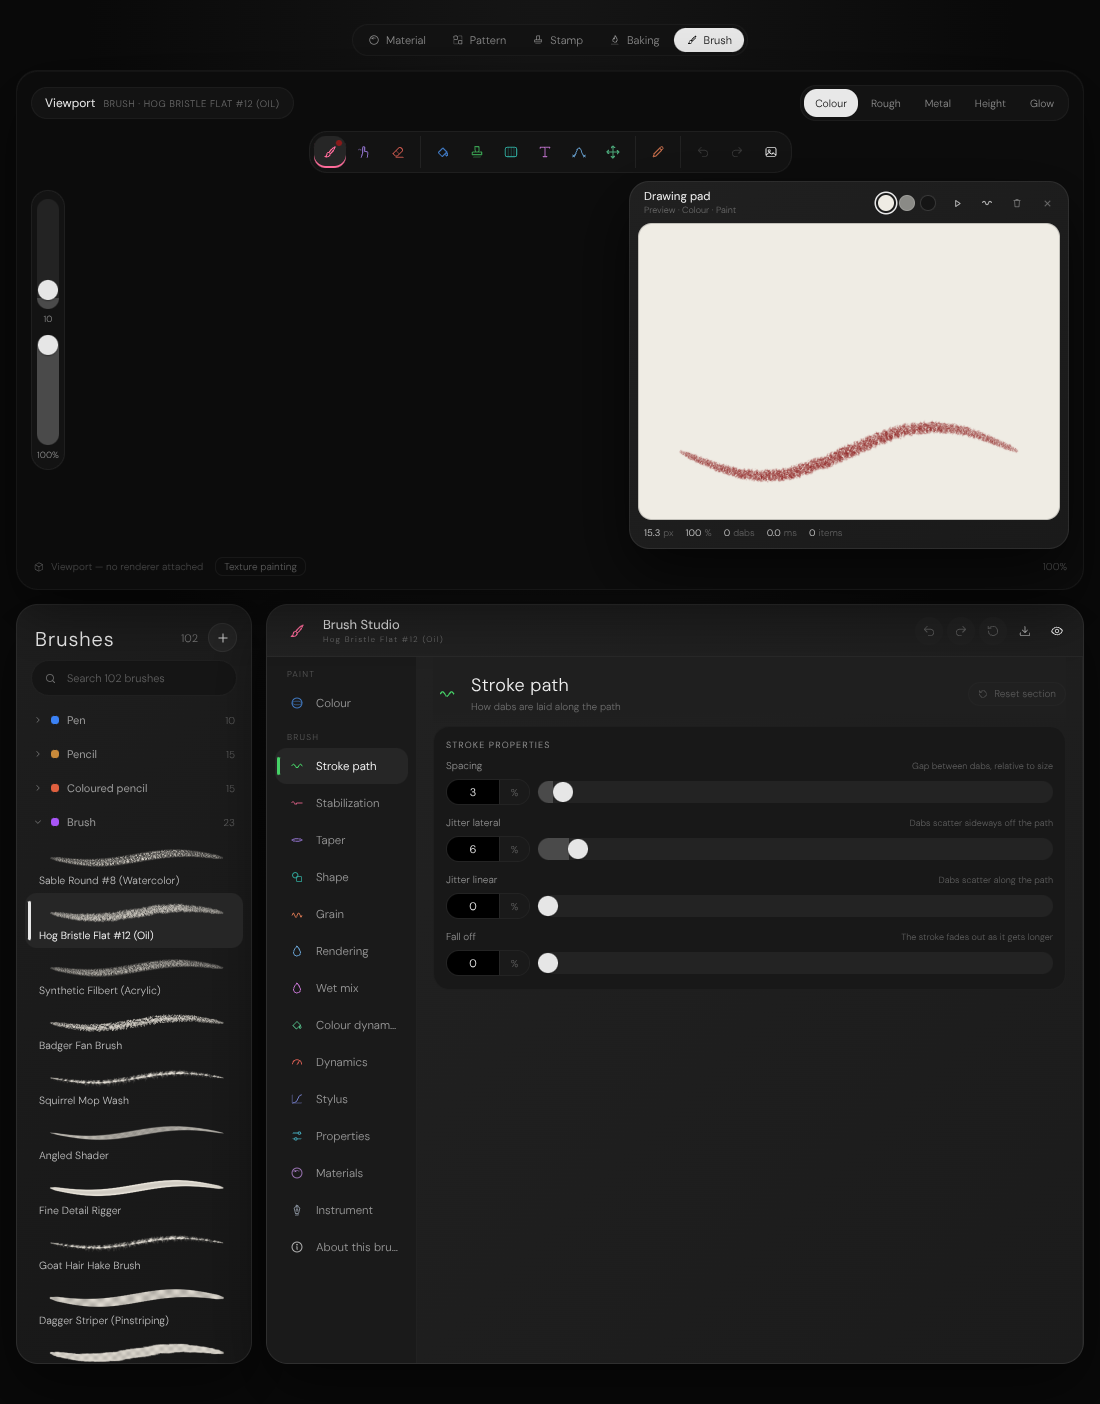 Material
Pattern
Stamp
Baking
Brush
Viewport BRUSH · HOG BRISTLE FLAT #12 (OIL)
Colour
Rough
Metal
Height
Glow
10
100%
Drawing pad
Preview · Colour · Paint
15.3 px 100 % 0 dabs 0.0 ms 0 items
Viewport — no renderer attached
Texture painting
100%
Brushes
102
Search 102 brushes
Pen 10
Pencil 15
Coloured pencil 15
Brush 23
Sable Round #8 (Watercolor)
Hog Bristle Flat #12 (Oil)
Synthetic Filbert (Acrylic)
Badger Fan Brush
Squirrel Mop Wash
Angled Shader
Fine Detail Rigger
Goat Hair Hake Brush
Dagger Striper (Pinstriping)
Brush Studio
Hog Bristle Flat #12 (Oil)
PAINT
Colour
BRUSH
Stroke path
Stabilization
Taper
Shape
Grain
Rendering
Wet mix
Colour dynam...
Dynamics
Stylus
Properties
Materials
Instrument
About this bru...
Stroke path
How dabs are laid along the path
Reset section
STROKE PROPERTIES
Spacing
Gap between dabs, relative to size
3 %
Jitter lateral
Dabs scatter sideways off the path
6 %
Jitter linear
Dabs scatter along the path
0 %
Fall off
The stroke fades out as it gets longer
0 %